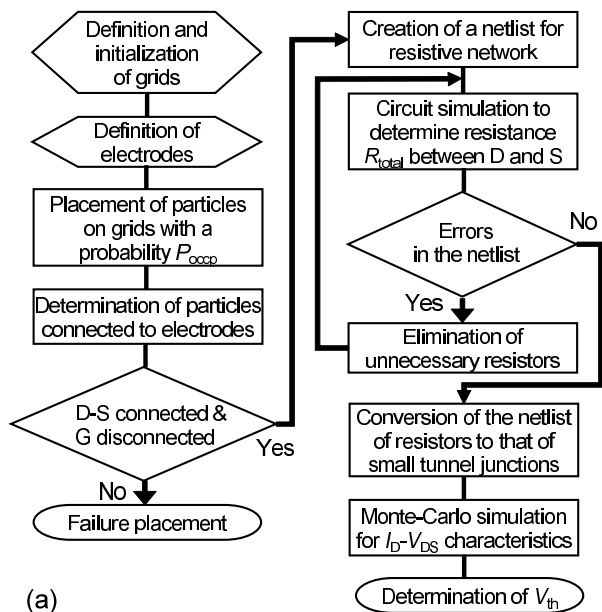 Definition and
initialization
of grids
Definition of
electrodes
Placement of particles
on grids with a
probability P_occp
Determination of particles
connected to electrodes
D-S connected &
G disconnected
Yes
No
Failure placement
(a)
Creation of a netlist for
resistive network
Circuit simulation to
determine resistance
R_total between D and S
Errors
in the netlist
No
Yes
Elimination of
unnecessary resistors
Conversion of the netlist
of resistors to that of
small tunnel junctions
Monte-Carlo simulation
for I_D-V_DS characteristics
Determination of V_th